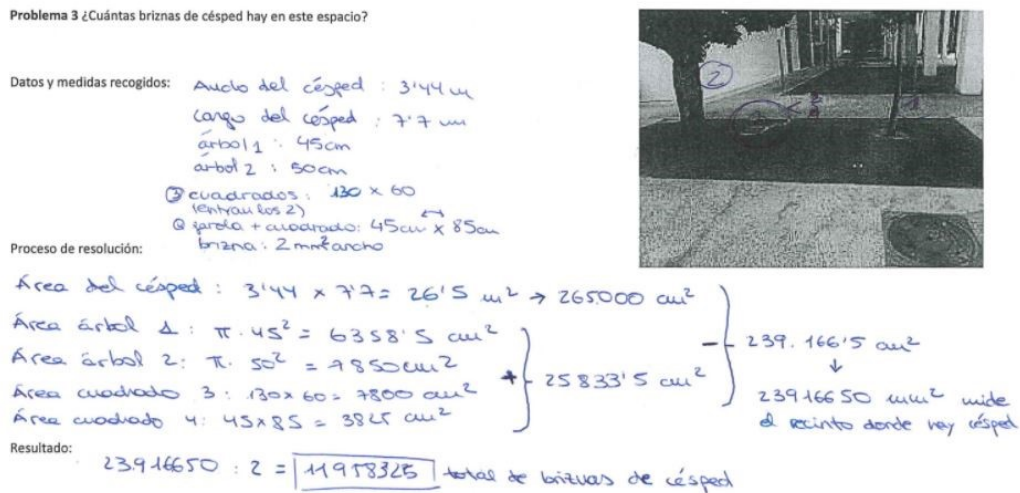 Problema 3 ¿Cuántas briznas de césped hay en este espacio?
2
3
1
Datos y medidas recogidos: Ancho del césped : 3'44 m
Largo del césped : 7'7 m
árbol 1 : 45cm
árbol 2 : 50cm
③ cuadrados : 130 x 60
(entran los 2)
farola + cuadrado: 45cm x 85cm
brizna : 2 mm² ancho
Proceso de resolución:
Área del césped : 3'44 x 7'7 = 26'5 m² → 265000 cm²
Área árbol 1 : π · 45² = 6358'5 cm²
Área árbol 2 : π · 50² = 7850 cm²
Área cuadrado 3 : 130 x 60 = 7800 cm²
Área cuadrado 4 : 45x85 = 3825 cm²
+ 25833'5 cm²
- 239.166'5 cm²
↓
23916650 mm² mide
el recinto donde hay césped
Resultado:
23916650 : 2 = 11958325 total de briznas de césped